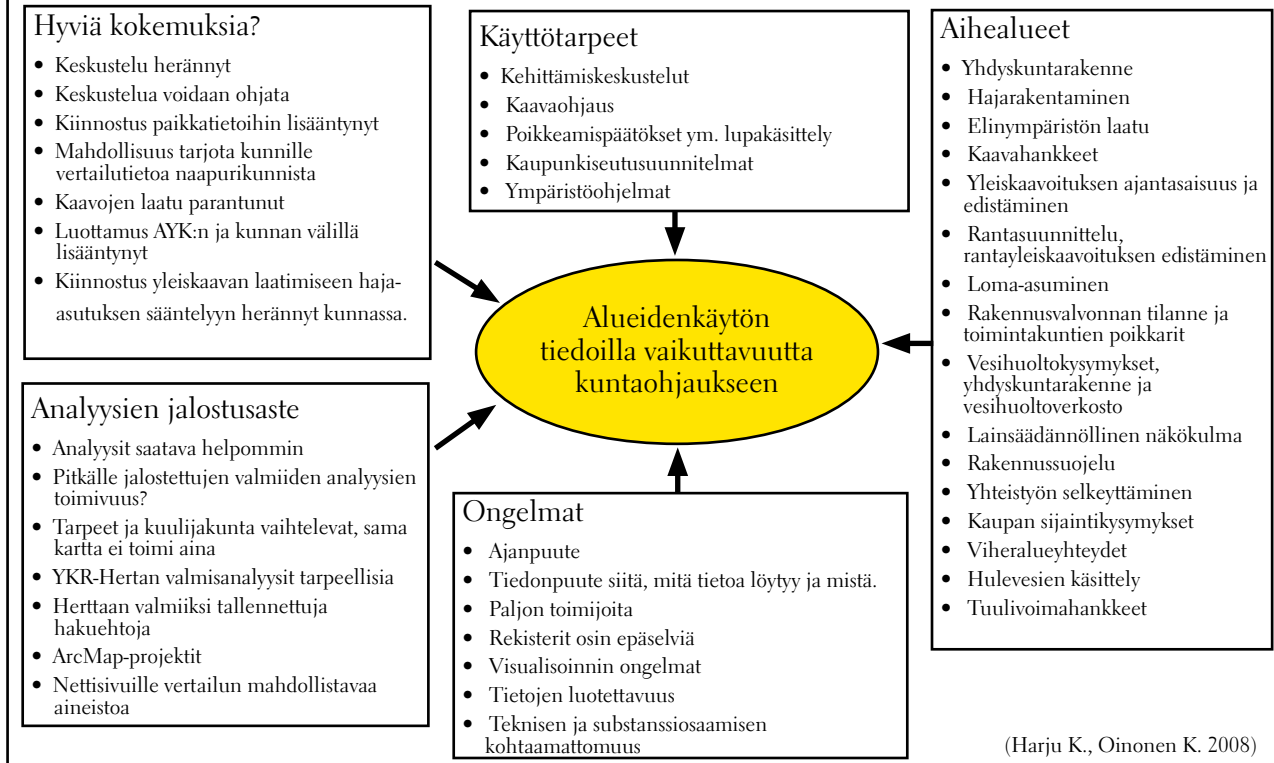 Hyviä kokemuksia?
• Keskustelu herännyt
• Keskustelua voidaan ohjata
• Kiinnostus paikkatietoihin lisääntynyt
• Mahdollisuus tarjota kunnille
vertailutietoa naapurikunnista
• Kaavojen laatu parantunut
• Luottamus AYK:n ja kunnan välillä
lisääntynyt
• Kiinnostus yleiskaavan laatimiseen haja-
asutuksen sääntelyyn herännyt kunnassa.
Käyttötarpeet
• Kehittämiskeskustelut
• Kaavaohjaus
• Poikkeamispäätökset ym. lupakäsittely
• Kaupunkiseutusuunnitelmat
• Ympäristöohjelmat
Aihealueet
• Yhdyskuntarakenne
• Hajarakentaminen
• Elinympäristön laatu
• Kaavahankkeet
• Yleiskaavoituksen ajantasaisuus ja
edistäminen
• Rantasuunnittelu,
rantayleiskaavoituksen edistäminen
• Loma-asuminen
• Rakennusvalvonnan tilanne ja
toimintakuntien poikkarit
• Vesihuoltokysymykset,
yhdyskuntarakenne ja
vesihuoltoverkosto
• Lainsäädännöllinen näkökulma
• Rakennussuojelu
• Yhteistyön selkeyttäminen
• Kaupan sijaintikysymykset
• Viheralueyhteydet
• Hulevesien käsittely
• Tuulivoimahankkeet
Alueidenkäytön
tiedoilla vaikuttavuutta
kuntaohjaukseen
Analyysien jalostusaste
• Analyysit saatava helpommin
• Pitkälle jalostettujen valmiiden analyysien
toimivuus?
• Tarpeet ja kuulijakunta vaihtelevat, sama
kartta ei toimi aina
• YKR-Hertan valmisanalyysit tarpeellisia
• Herttaan valmiiksi tallennettuja
hakuehtoja
• ArcMap-projektit
• Nettisivuille vertailun mahdollistavaa
aineistoa
Ongelmat
• Ajanpuute
• Tiedonpuute siitä, mitä tietoa löytyy ja mistä.
• Paljon toimijoita
• Rekisterit osin epäselviä
• Visualisoinnin ongelmat
• Tietojen luotettavuus
• Teknisen ja substanssiosaamisen
kohtaamattomuus
(Harju K., Oinonen K. 2008)